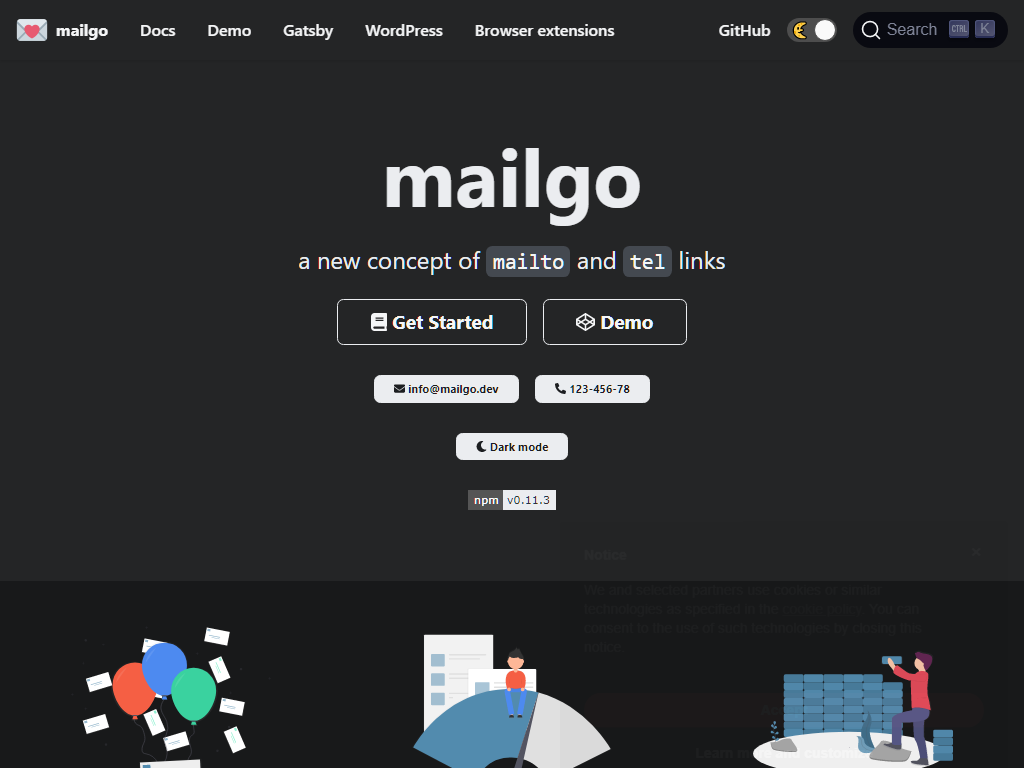 mailgo Docs Demo Gatsby WordPress Browser extensions GitHub Search CTRL K
mailgo
a new concept of mailto and tel links
Get Started Demo
info@mailgo.dev 123-456-78
Dark mode
npm v0.11.3
Notice ×
We and selected partners use cookies or similar
technologies as specified in the cookie policy. You can
consent to the use of such technologies by closing this
notice.
Learn more and customize